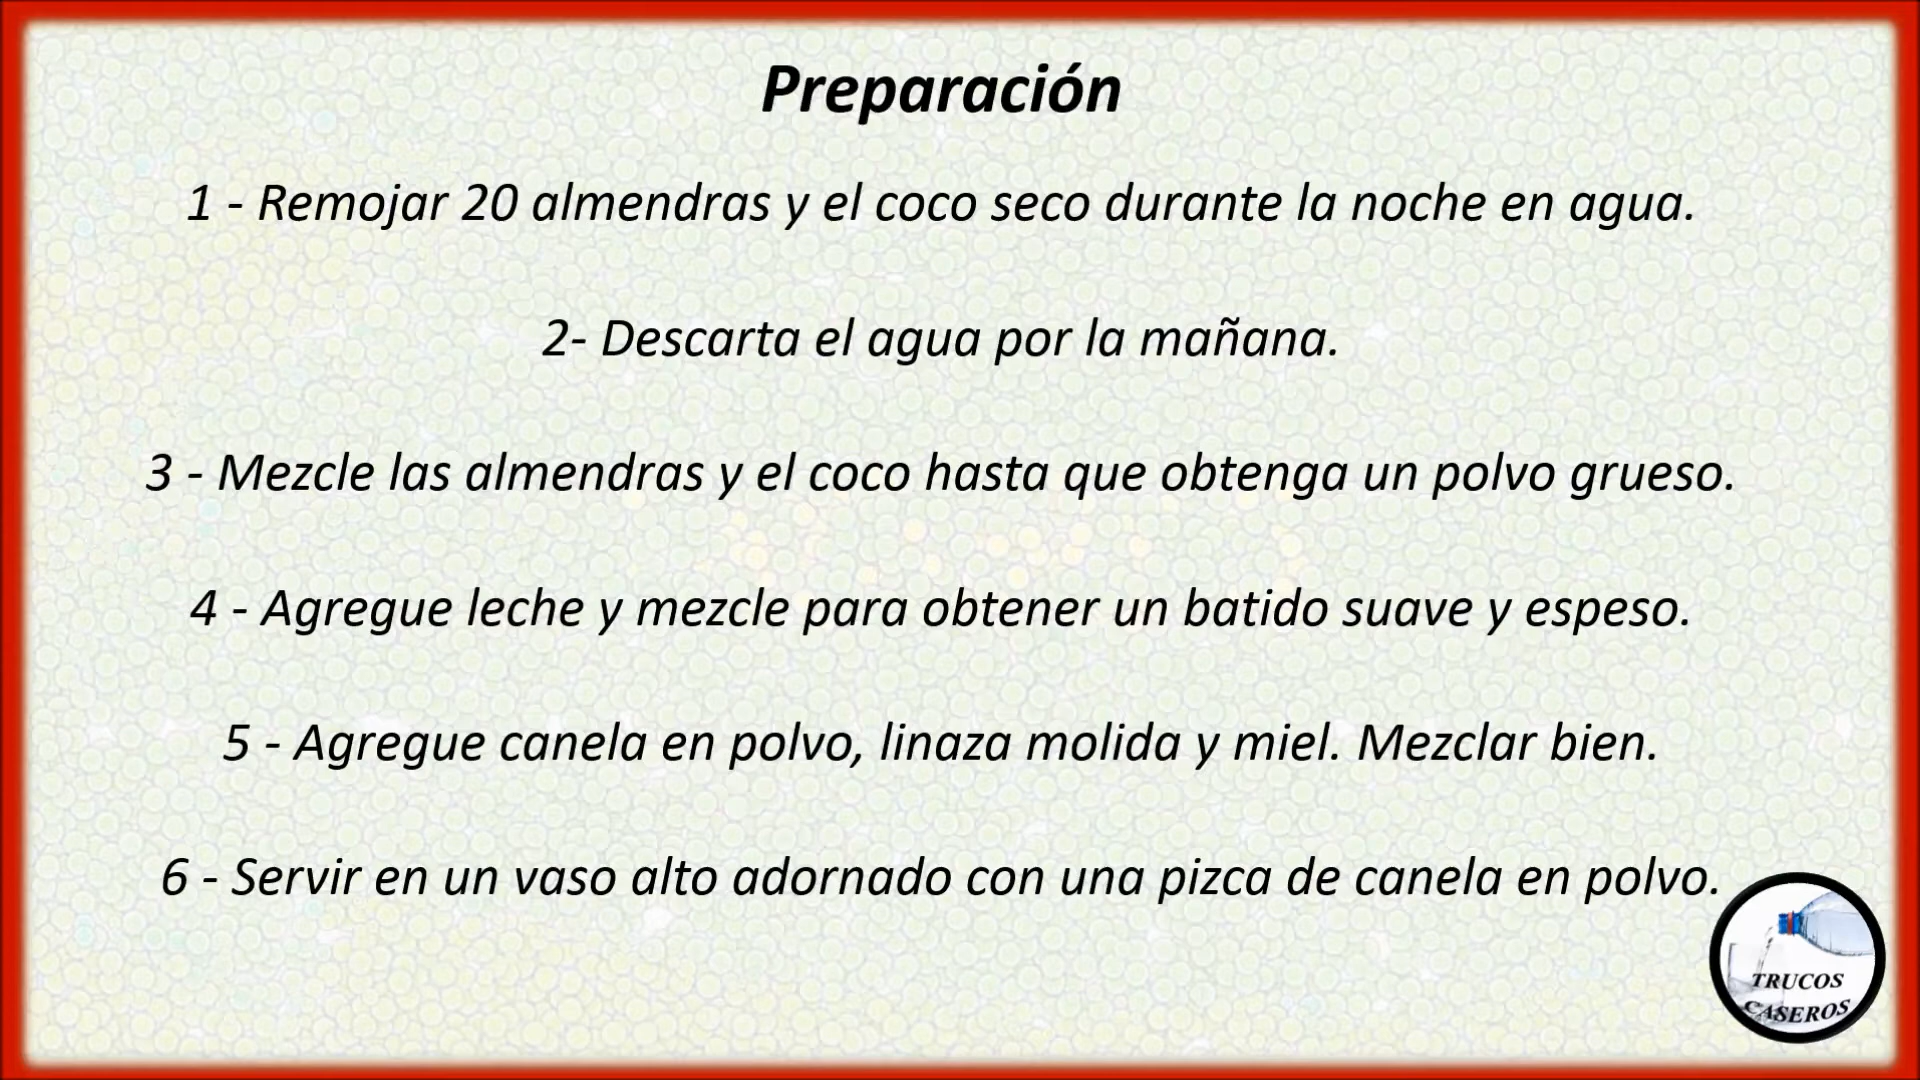 Preparación
1 - Remojar 20 almendras y el coco seco durante la noche en agua.
2- Descarta el agua por la mañana.
3 - Mezcle las almendras y el coco hasta que obtenga un polvo grueso.
4 - Agregue leche y mezcle para obtener un batido suave y espeso.
5 - Agregue canela en polvo, linaza molida y miel. Mezclar bien.
6 - Servir en un vaso alto adornado con una pizca de canela en polvo.
TRUCOS
CASEROS